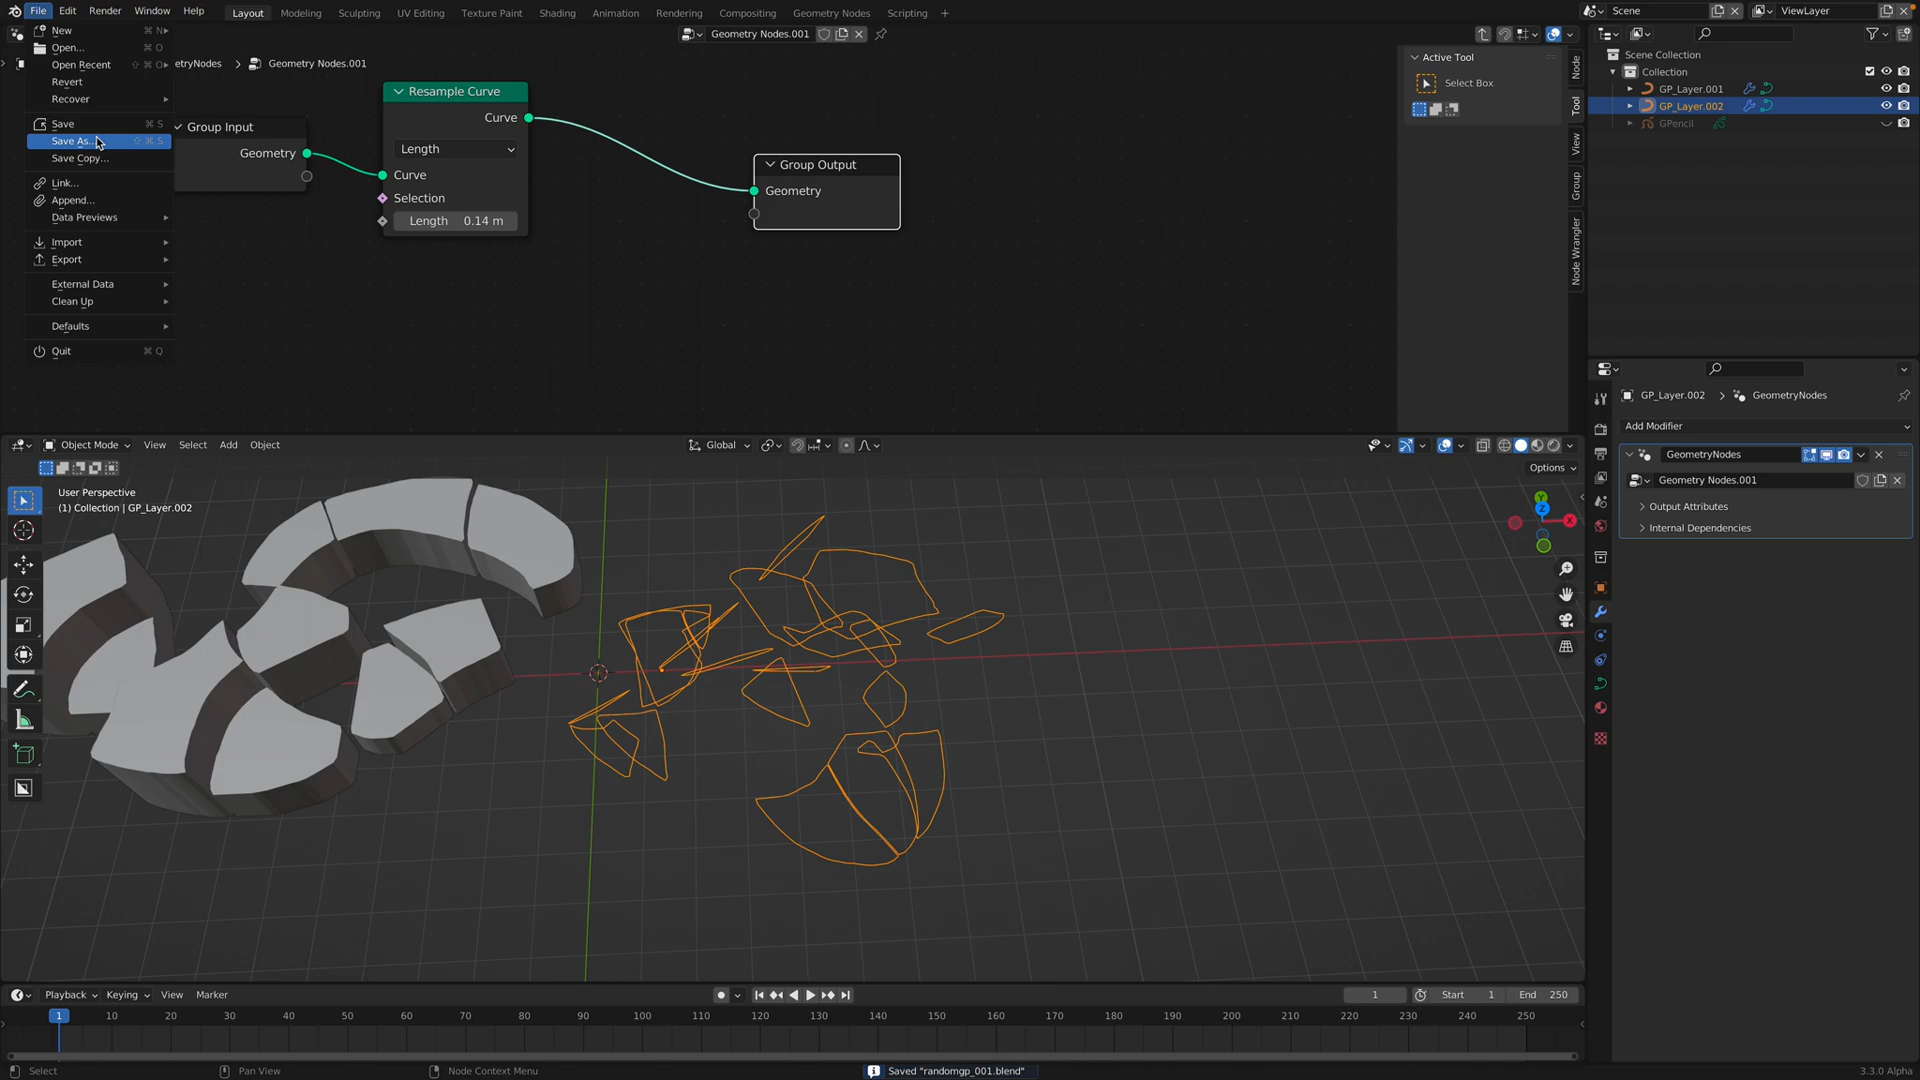 File Edit Render Window Help Layout Modeling Sculpting UV Editing Texture Paint Shading Animation Rendering Compositing Geometry Nodes Scripting + Scene ViewLayer
New ⌘ N
Open... ⌘ O
Open Recent ⇧ ⌘ O
Revert
Recover
Save ⌘ S
Save As... ⇧ ⌘ S
Save Copy...
Link...
Append...
Data Previews
Import
Export
External Data
Clean Up
Defaults
Quit ⌘ Q
Geometry Nodes.001
etryNodes > Geometry Nodes.001
Group Input
Geometry
Resample Curve
Curve
Length
Curve
Selection
Length 0.14 m
Group Output
Geometry
Active Tool
Select Box
Node
Tool
View
Group
Node Wrangler
Scene Collection
Collection
GP_Layer.001
GP_Layer.002
GPencil
GP_Layer.002 > GeometryNodes
Add Modifier
GeometryNodes
Geometry Nodes.001
Output Attributes
Internal Dependencies
Object Mode View Select Add Object Global
Options
User Perspective
(1) Collection | GP_Layer.002
Y
Z
X
Playback Keying View Marker 1 Start 1 End 250
1 10 20 30 40 50 60 70 80 90 100 110 120 130 140 150 160 170 180 190 200 210 220 230 240 250
Select Pan View Node Context Menu Saved "randomgp_001.blend" 3.3.0 Alpha